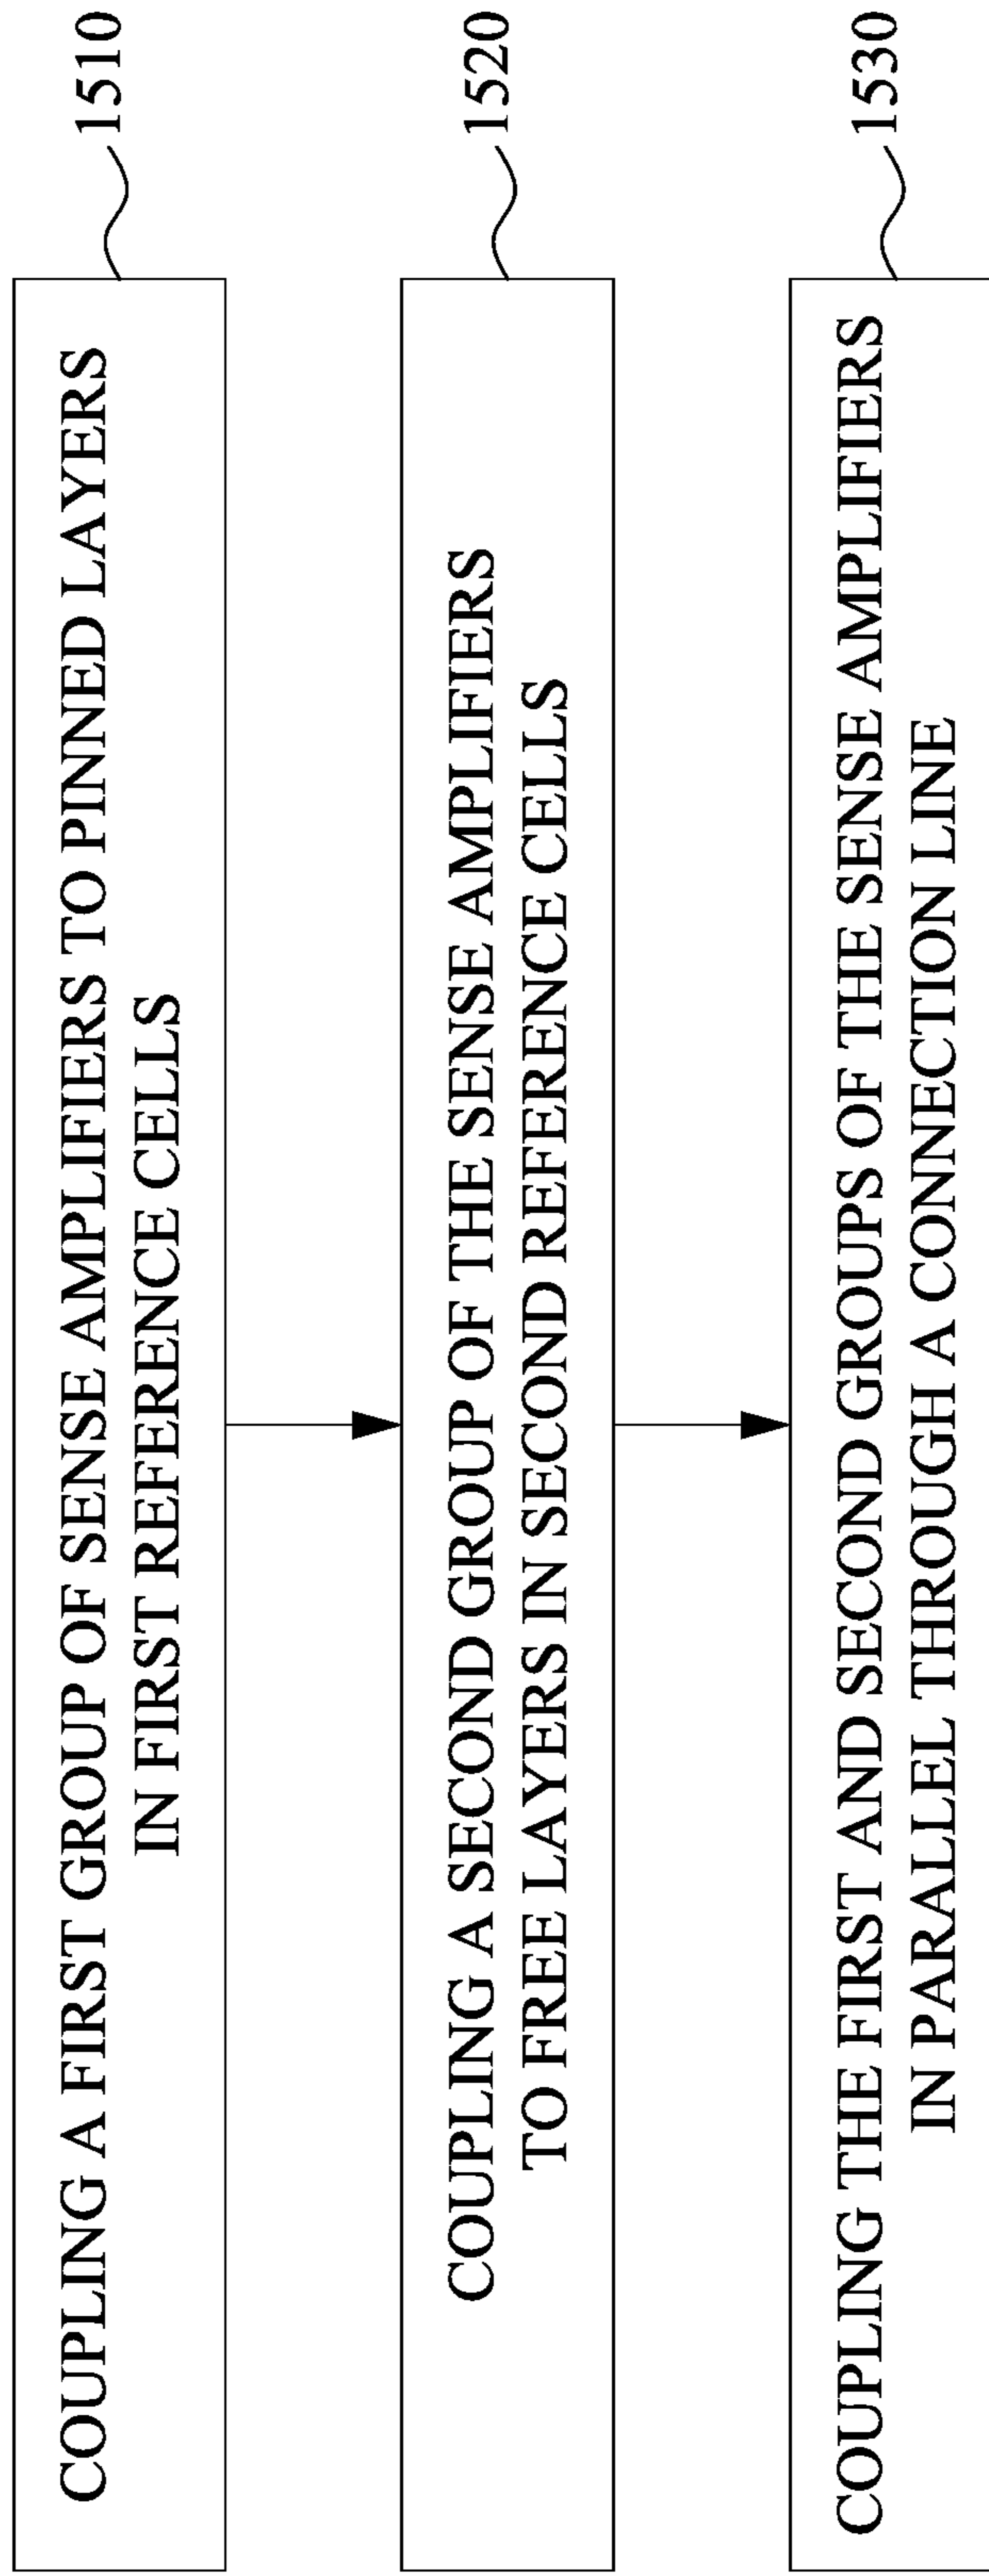 COUPLING A FIRST GROUP OF SENSE AMPLIFIERS TO PINNED LAYERS
IN FIRST REFERENCE CELLS
1510
COUPLING A SECOND GROUP OF THE SENSE AMPLIFIERS
TO FREE LAYERS IN SECOND REFERENCE CELLS
1520
COUPLING THE FIRST AND SECOND GROUPS OF THE SENSE AMPLIFIERS
IN PARALLEL THROUGH A CONNECTION LINE
1530